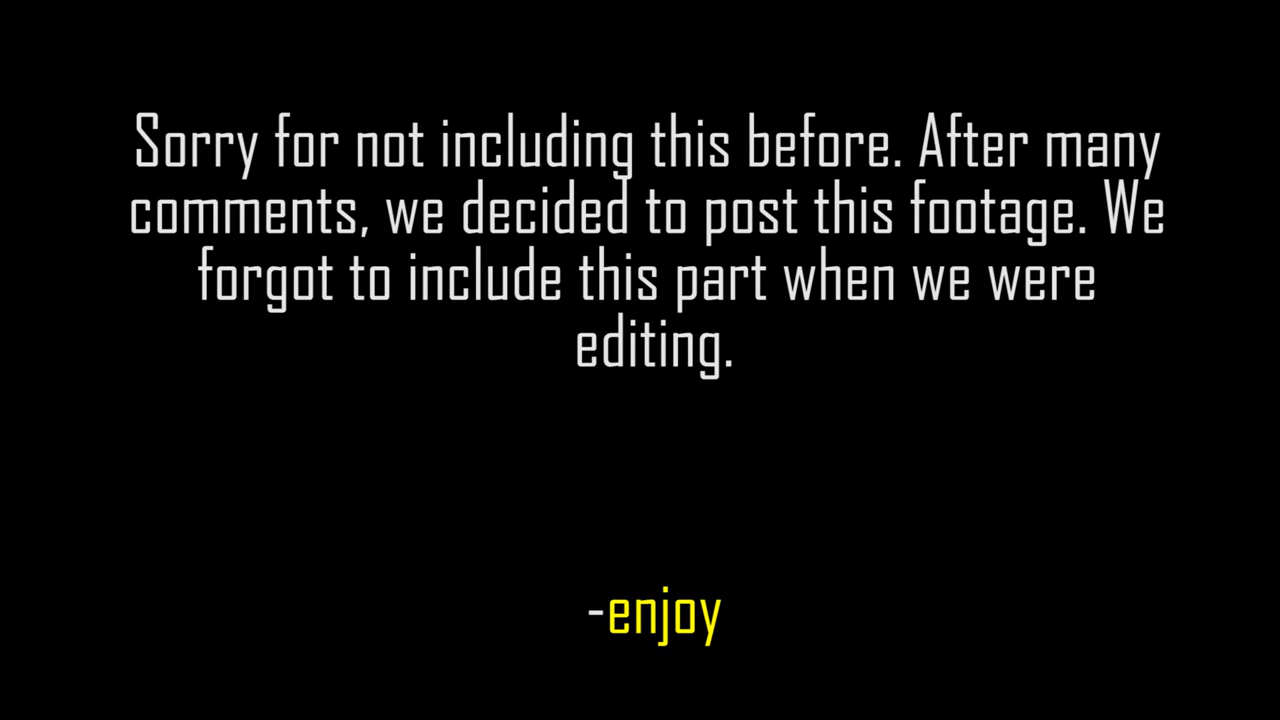 Sorry for not including this before. After many
comments, we decided to post this footage. We
forgot to include this part when we were
editing.
-enjoy